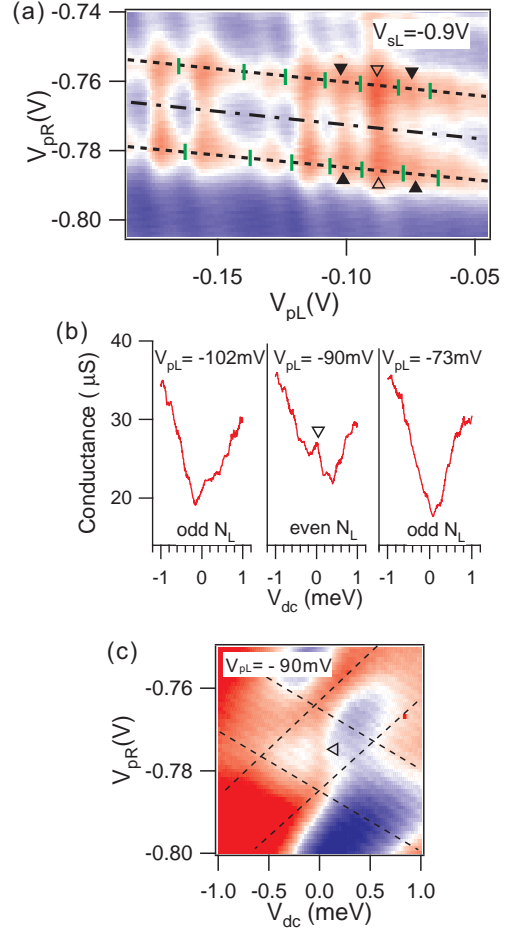 (a)
V_sL=-0.9V
-0.74
-0.76
-0.78
-0.80
V_pR(V)
-0.15
-0.10
-0.05
V_pL(V)
(b)
40
30
20
Conductance ( μS)
V_pL= -102mV
V_pL= -90mV
V_pL= -73mV
odd N_L
even N_L
odd N_L
-1 0 1
-1 0 1
-1 0 1
V_dc (meV)
(c)
V_pL= - 90mV
-0.76
-0.78
-0.80
V_pR(V)
-1.0 -0.5 0.0 0.5 1.0
V_dc (meV)